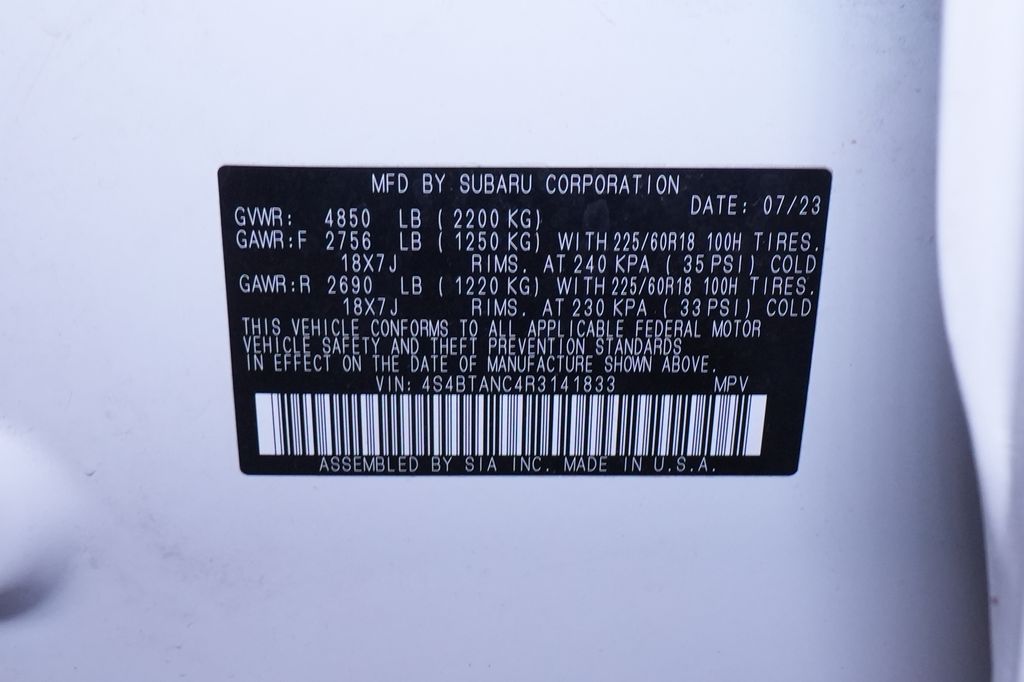 MFD BY SUBARU CORPORATION
DATE: 07/23
GVWR: 4850 LB (2200 KG)
GAWR:F 2756 LB (1250 KG) WITH 225/60R18 100H TIRES.
18X7J RIMS. AT 240 KPA (35 PSI) COLD
GAWR:R 2690 LB (1220 KG) WITH 225/60R18 100H TIRES.
18X7J RIMS. AT 230 KPA (33 PSI) COLD
THIS VEHICLE CONFORMS TO ALL APPLICABLE FEDERAL MOTOR
VEHICLE SAFETY AND THEFT PREVENTION STANDARDS
IN EFFECT ON THE DATE OF MANUFACTURE SHOWN ABOVE.
VIN: 4S4BTANC4R3141833 MPV
ASSEMBLED BY SIA INC. MADE IN U.S.A.